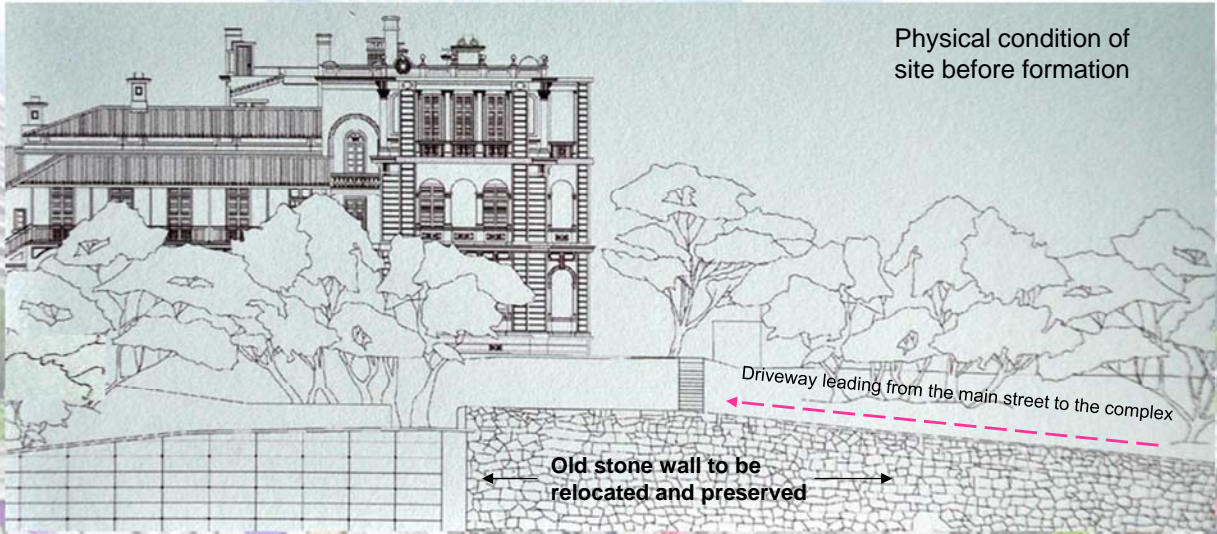 Physical condition of
site before formation
Driveway leading from the main street to the complex
Old stone wall to be
relocated and preserved